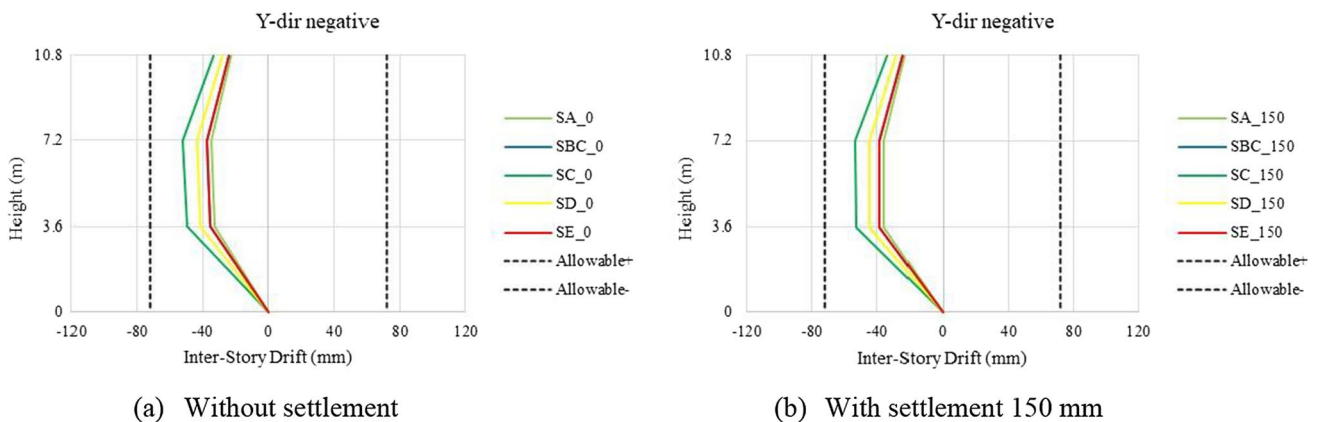 Y-dir negative
10.8
7.2
3.6
0
Height (m)
-120 -80 -40 0 40 80 120
Inter-Story Drift (mm)
SA_0
SBC_0
SC_0
SD_0
SE_0
Allowable+
Allowable-
(a) Without settlement
Y-dir negative
10.8
7.2
3.6
0
Height (m)
-120 -80 -40 0 40 80 120
Inter-Story Drift (mm)
SA_150
SBC_150
SC_150
SD_150
SE_150
Allowable+
Allowable-
(b) With settlement 150 mm